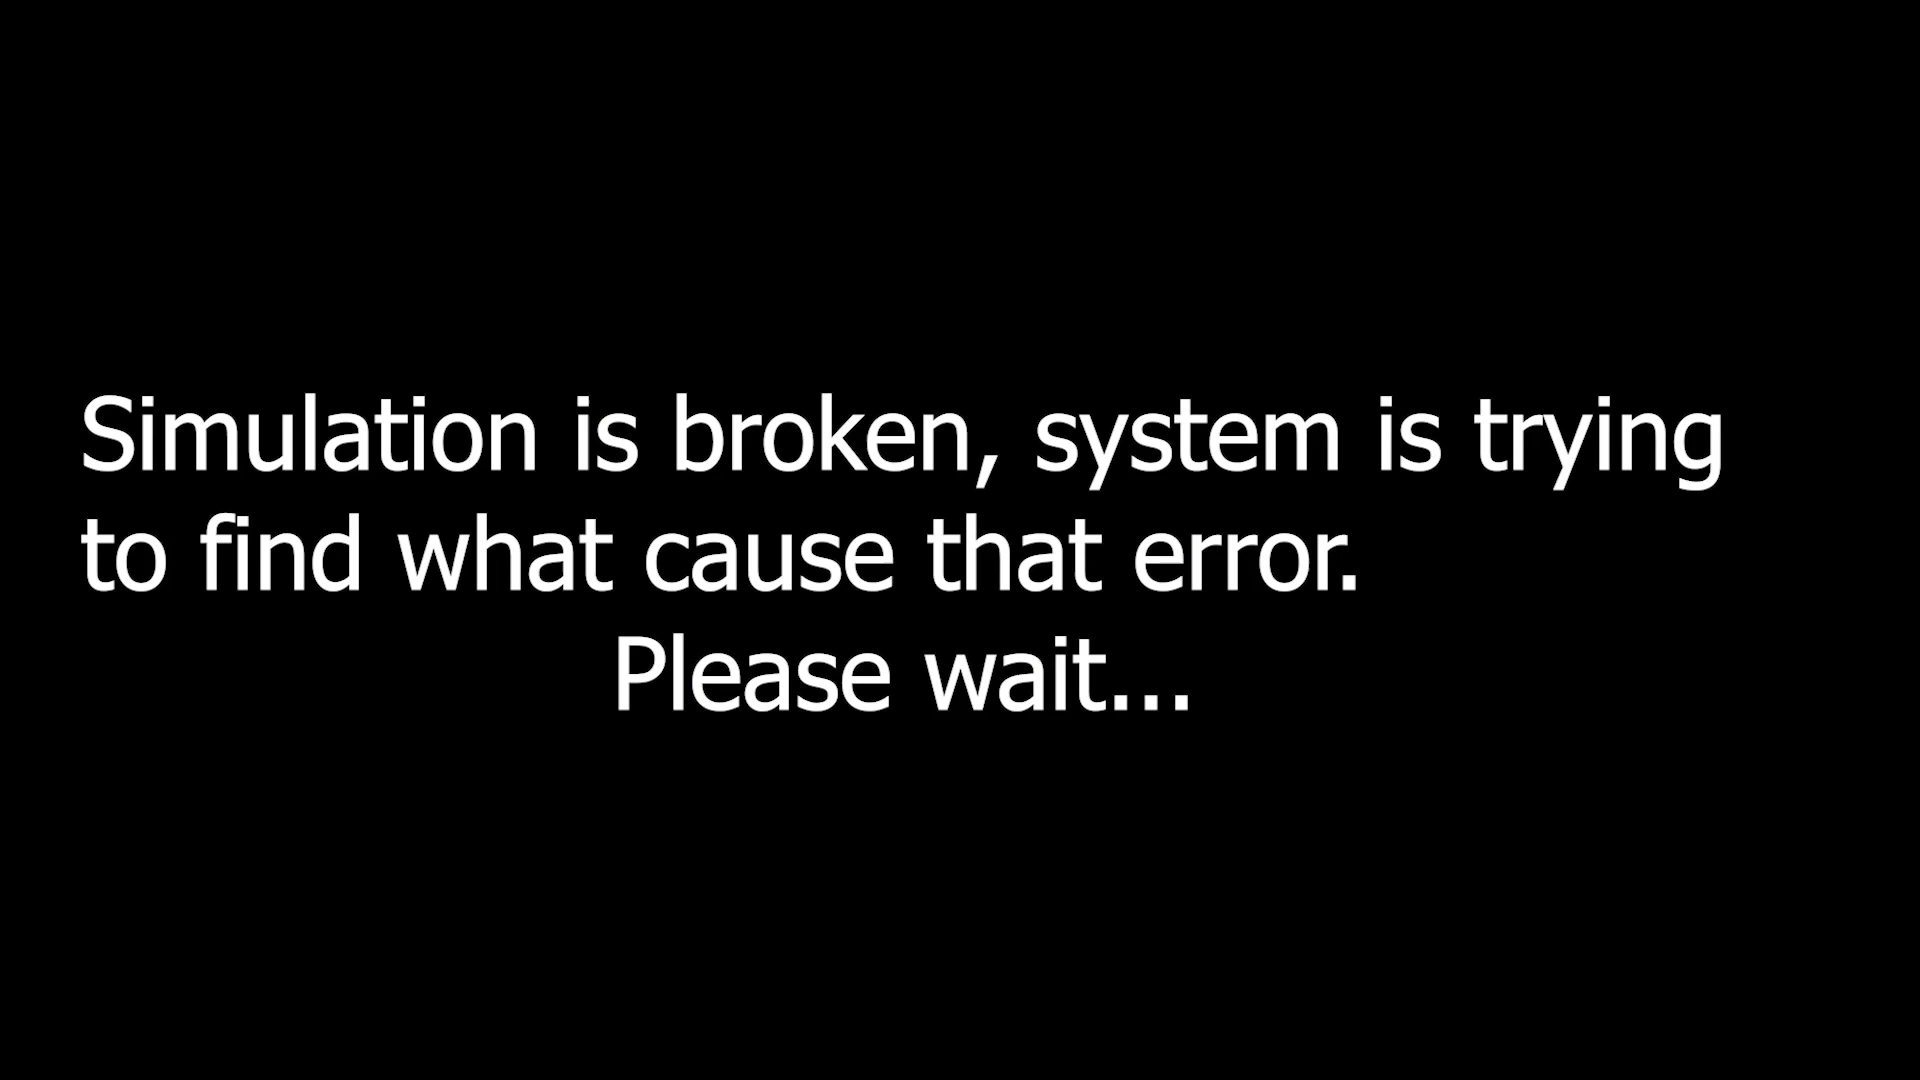 Simulation is broken, system is trying
to find what cause that error.
Please wait...